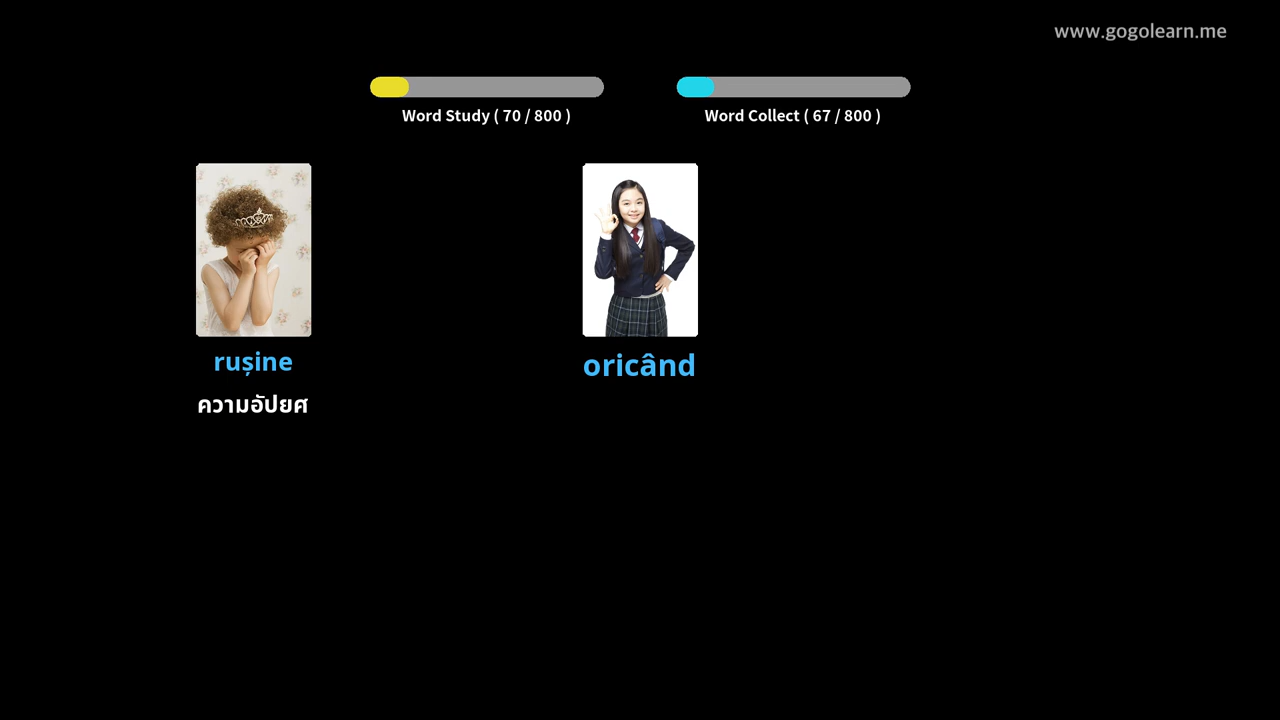 www.gogolearn.me
Word Study ( 70 / 800 )
Word Collect ( 67 / 800 )
rușine
ความอัปยศ
oricând